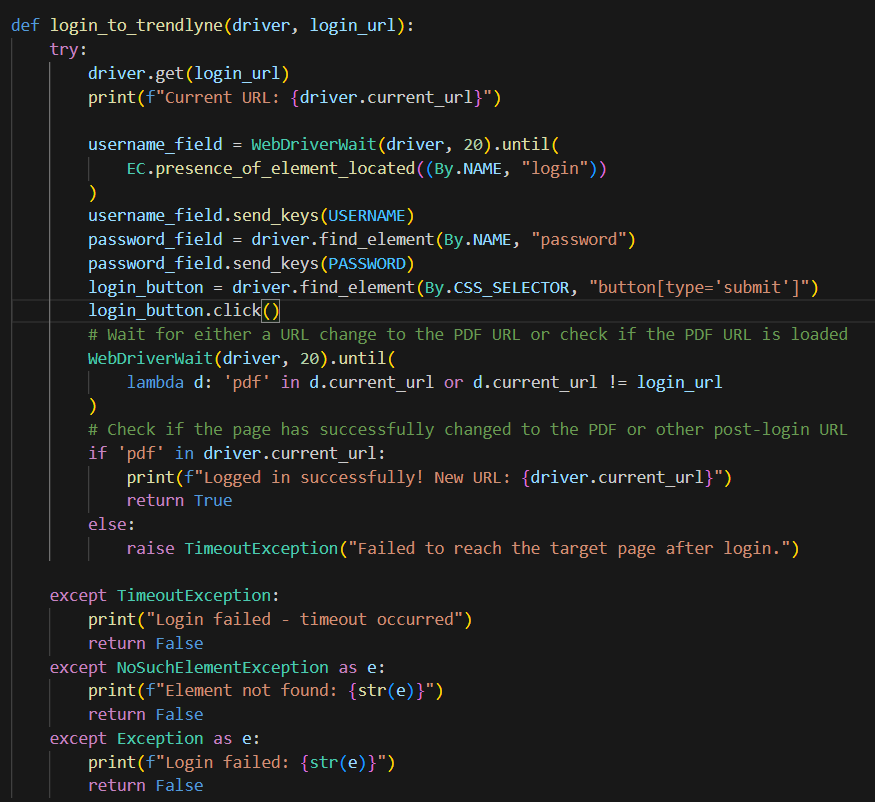 def login_to_trendlyne(driver, login_url):
    try:
        driver.get(login_url)
        print(f"Current URL: {driver.current_url}")

        username_field = WebDriverWait(driver, 20).until(
            EC.presence_of_element_located((By.NAME, "login"))
        )
        username_field.send_keys(USERNAME)
        password_field = driver.find_element(By.NAME, "password")
        password_field.send_keys(PASSWORD)
        login_button = driver.find_element(By.CSS_SELECTOR, "button[type='submit']")
        login_button.click()
        # Wait for either a URL change to the PDF URL or check if the PDF URL is loaded
        WebDriverWait(driver, 20).until(
            lambda d: 'pdf' in d.current_url or d.current_url != login_url
        )
        # Check if the page has successfully changed to the PDF or other post-login URL
        if 'pdf' in driver.current_url:
            print(f"Logged in successfully! New URL: {driver.current_url}")
            return True
        else:
            raise TimeoutException("Failed to reach the target page after login.")

    except TimeoutException:
        print("Login failed - timeout occurred")
        return False
    except NoSuchElementException as e:
        print(f"Element not found: {str(e)}")
        return False
    except Exception as e:
        print(f"Login failed: {str(e)}")
        return False